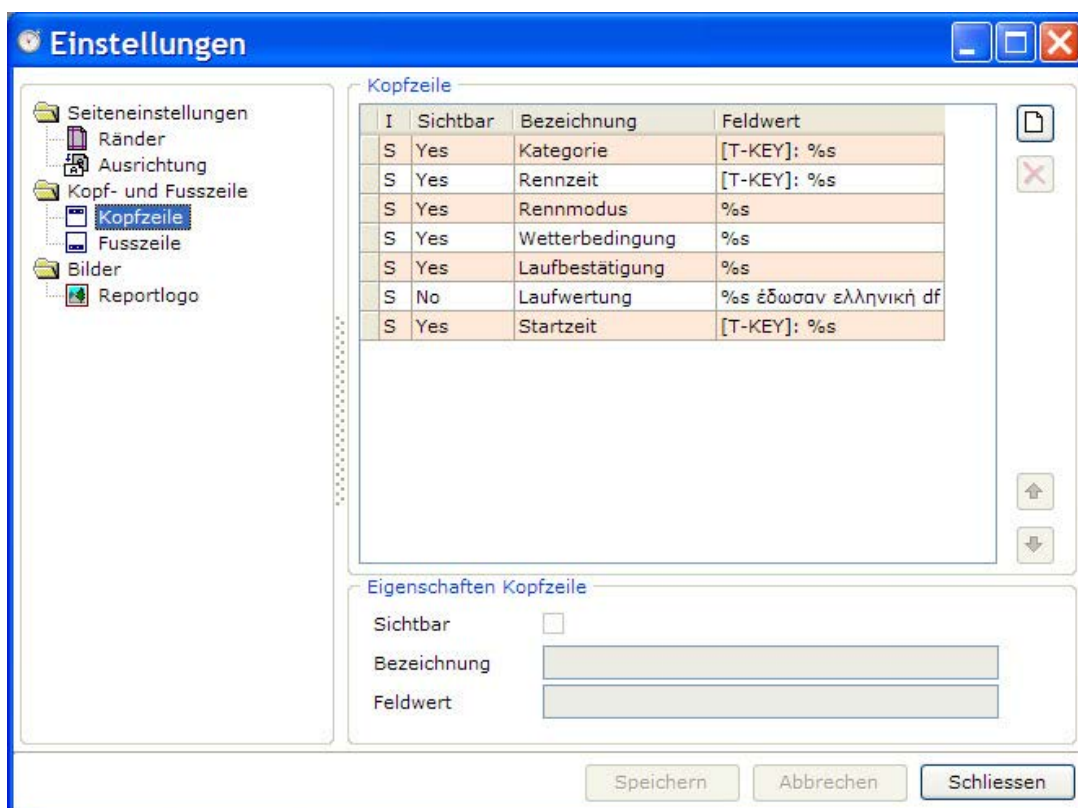 Einstellungen
Seiteneinstellungen
Ränder
Ausrichtung
Kopf- und Fusszeile
Kopfzeile
Fusszeile
Bilder
Reportlogo
Kopfzeile
I Sichtbar Bezeichnung Feldwert
S Yes Kategorie [T-KEY]: %s
S Yes Rennzeit [T-KEY]: %s
S Yes Rennmodus %s
S Yes Wetterbedingung %s
S Yes Laufbestätigung %s
S No Laufwertung %s έδωσαν ελληνική df
S Yes Startzeit [T-KEY]: %s
Eigenschaften Kopfzeile
Sichtbar
Bezeichnung
Feldwert
Speichern Abbrechen Schliessen